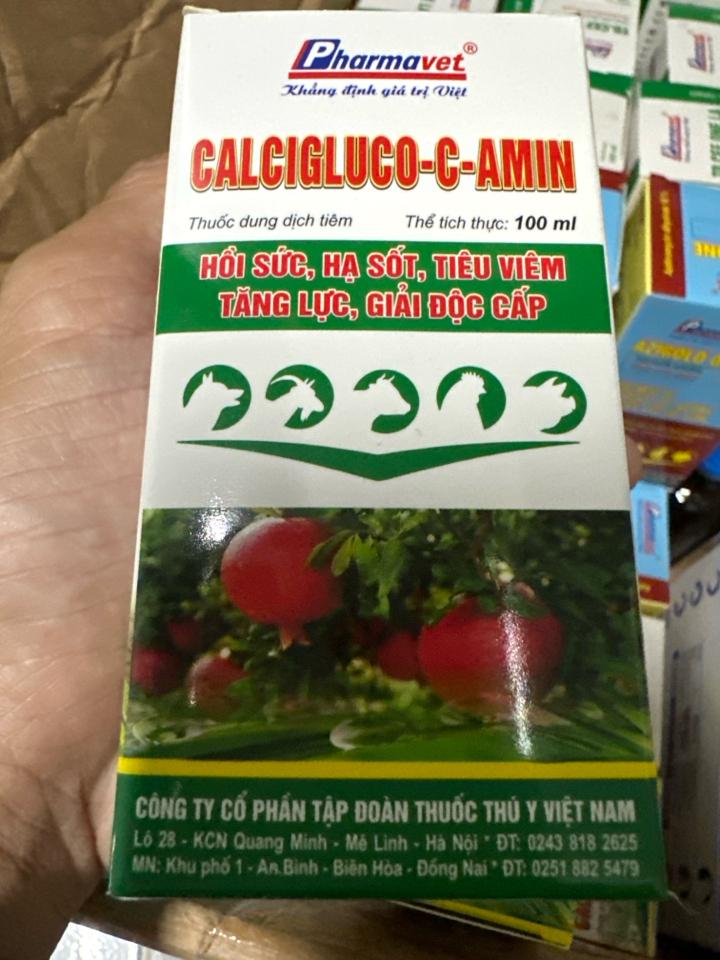 Pharmavet®
Khẳng định giá trị Việt
CALCIGLUCO-C-AMIN
Thuốc dung dịch tiêm Thể tích thực: 100 ml
HỒI SỨC, HẠ SỐT, TIÊU VIÊM
TĂNG LỰC, GIẢI ĐỘC CẤP
CÔNG TY CỔ PHẦN TẬP ĐOÀN THUỐC THÚ Y VIỆT NAM
Lô 28 - KCN Quang Minh - Mê Linh - Hà Nội * ĐT: 0243 818 2625
MN: Khu phố 1 - An Bình - Biên Hòa - Đồng Nai * ĐT: 0251 882 5479
Pharmavet